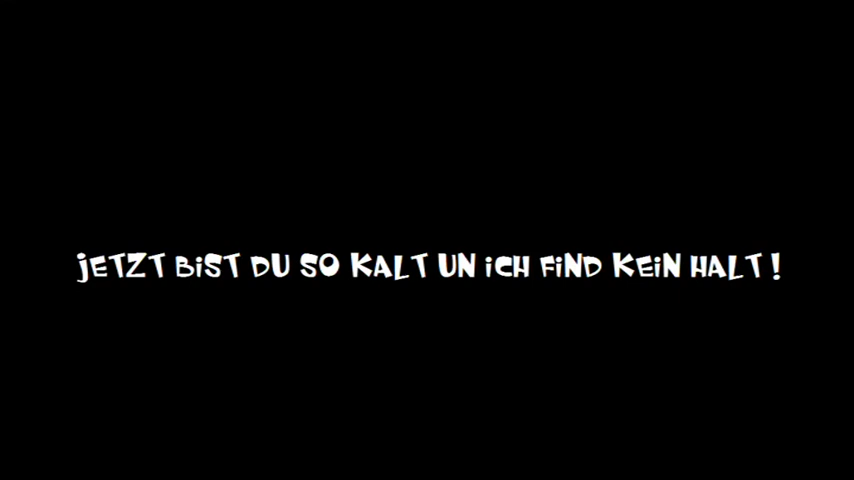 JETZT BiST DU SO KALT UN iCH FiND KEiN HALT !